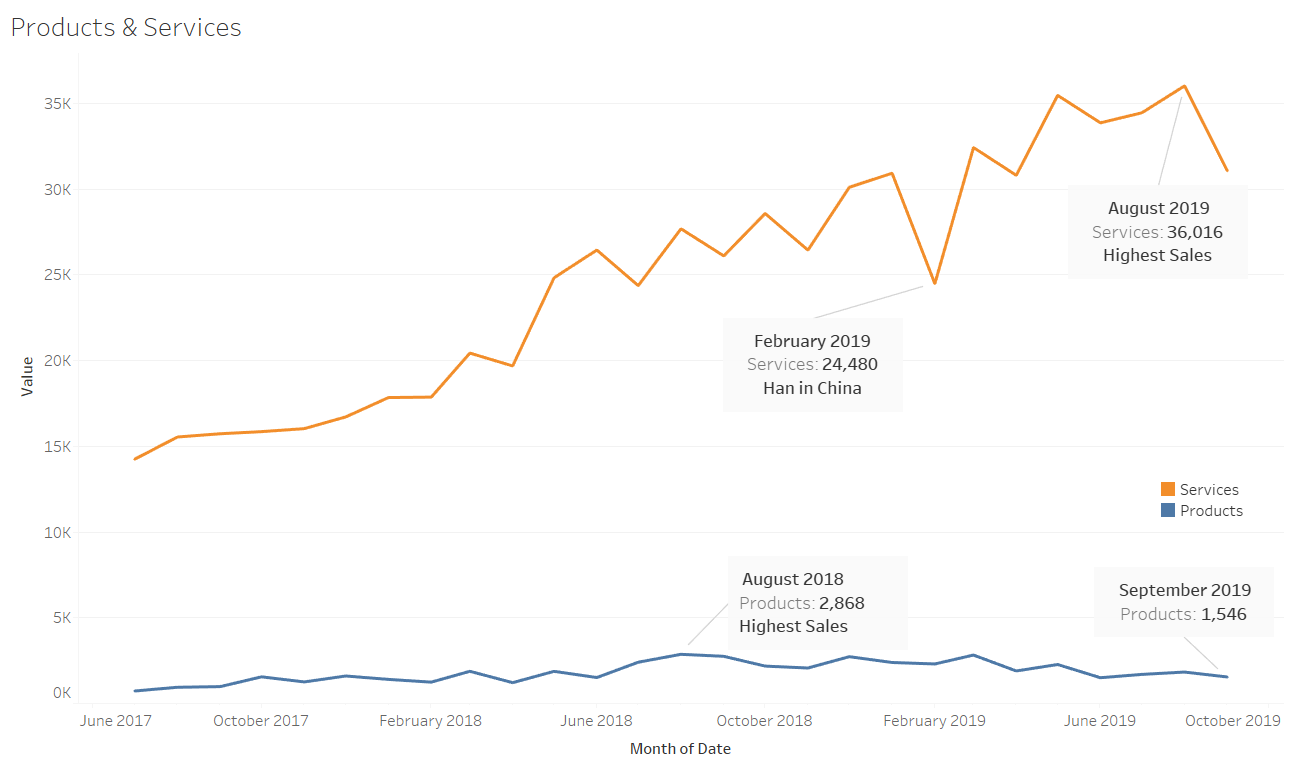 Products & Services
35K
30K
25K
20K
15K
10K
5K
0K
Value
August 2019
Services: 36,016
Highest Sales
February 2019
Services: 24,480
Han in China
Services
Products
August 2018
Products: 2,868
Highest Sales
September 2019
Products: 1,546
June 2017
October 2017
February 2018
June 2018
October 2018
February 2019
June 2019
October 2019
Month of Date